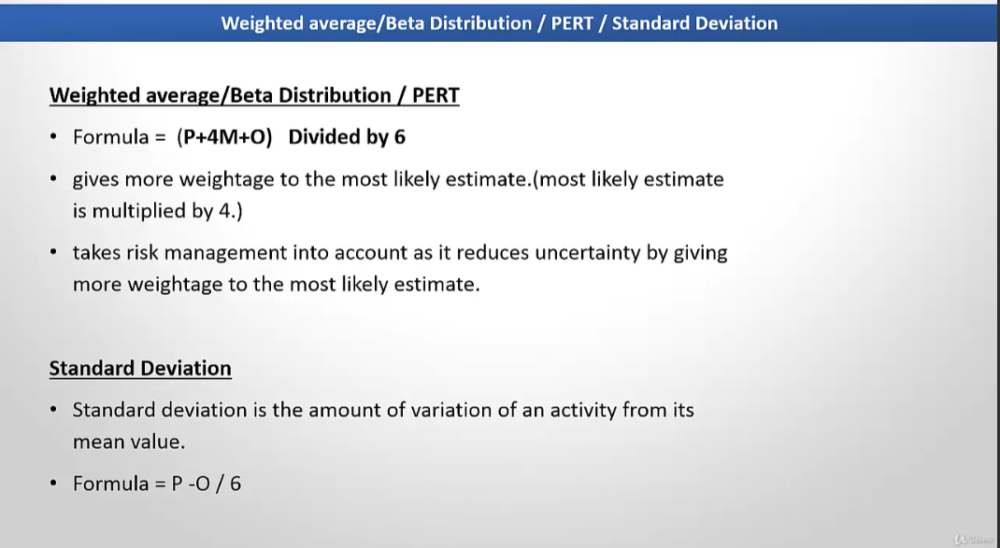 Weighted average/Beta Distribution / PERT / Standard Deviation
Weighted average/Beta Distribution / PERT
• Formula = (P+4M+O) Divided by 6
• gives more weightage to the most likely estimate.(most likely estimate
is multiplied by 4.)
• takes risk management into account as it reduces uncertainty by giving
more weightage to the most likely estimate.
Standard Deviation
• Standard deviation is the amount of variation of an activity from its
mean value.
• Formula = P -O / 6
Udemy